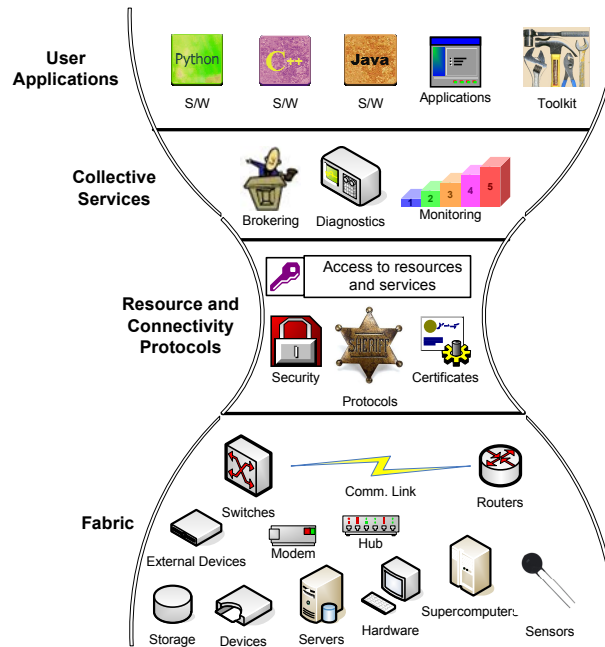 User
Applications
Python
C++
Java
S/W
S/W
S/W
Applications
Toolkit
Collective
Services
1
2
3
4
5
Brokering
Diagnostics
Monitoring
Resource and
Connectivity
Protocols
Access to resources
and services
SHERIFF
Security
Certificates
Protocols
Fabric
Switches
Comm. Link
Routers
External Devices
Modem
Hub
Storage
Devices
Servers
Hardware
Supercomputers
Sensors